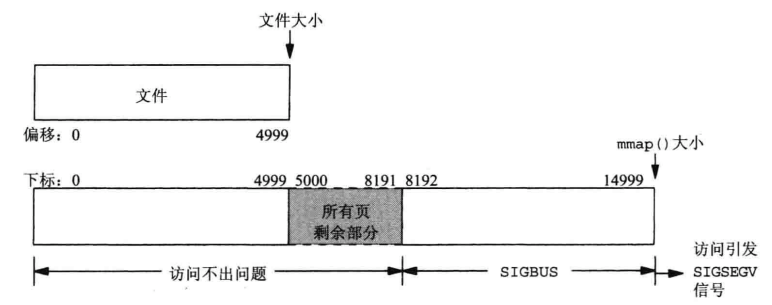 文件大小
文件
偏移：0 4999
mmap()大小
下标：0 4999 5000 8191 8192 14999
所有页
剩余部分
访问不出问题 SIGBUS
访问引发
SIGSEGV
信号